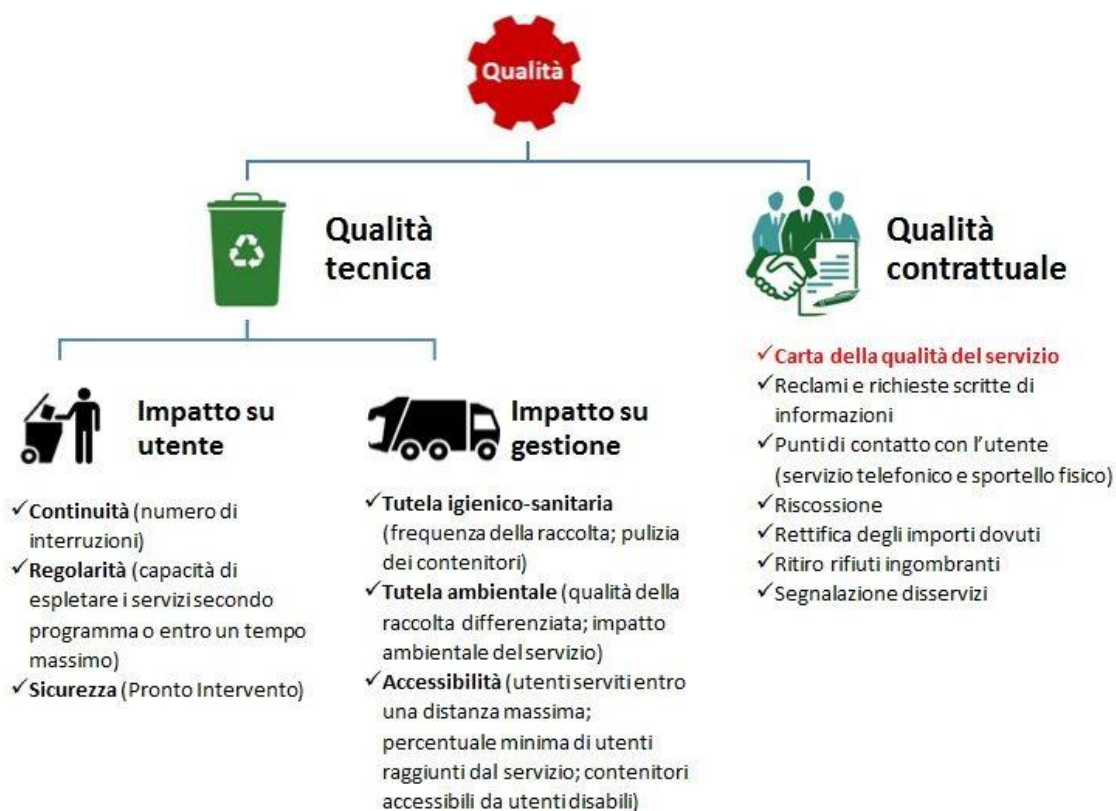 Qualità
Qualità
tecnica
Qualità
contrattuale
Impatto su
utente
✓Continuità (numero di
interruzioni)
✓Regolarità (capacità di
espletare i servizi secondo
programma o entro un tempo
massimo)
✓Sicurezza (Pronto Intervento)
Impatto su
gestione
✓Tutela igienico-sanitaria
(frequenza della raccolta; pulizia
dei contenitori)
✓Tutela ambientale (qualità della
raccolta differenziata; impatto
ambientale del servizio)
✓Accessibilità (utenti serviti entro
una distanza massima;
percentuale minima di utenti
raggiunti dal servizio; contenitori
accessibili da utenti disabili)
✓Carta della qualità del servizio
✓Reclami e richieste scritte di
informazioni
✓Punti di contatto con l'utente
(servizio telefonico e sportello fisico)
✓Riscossione
✓Rettifica degli importi dovuti
✓Ritiro rifiuti ingombranti
✓Segnalazione disservizi